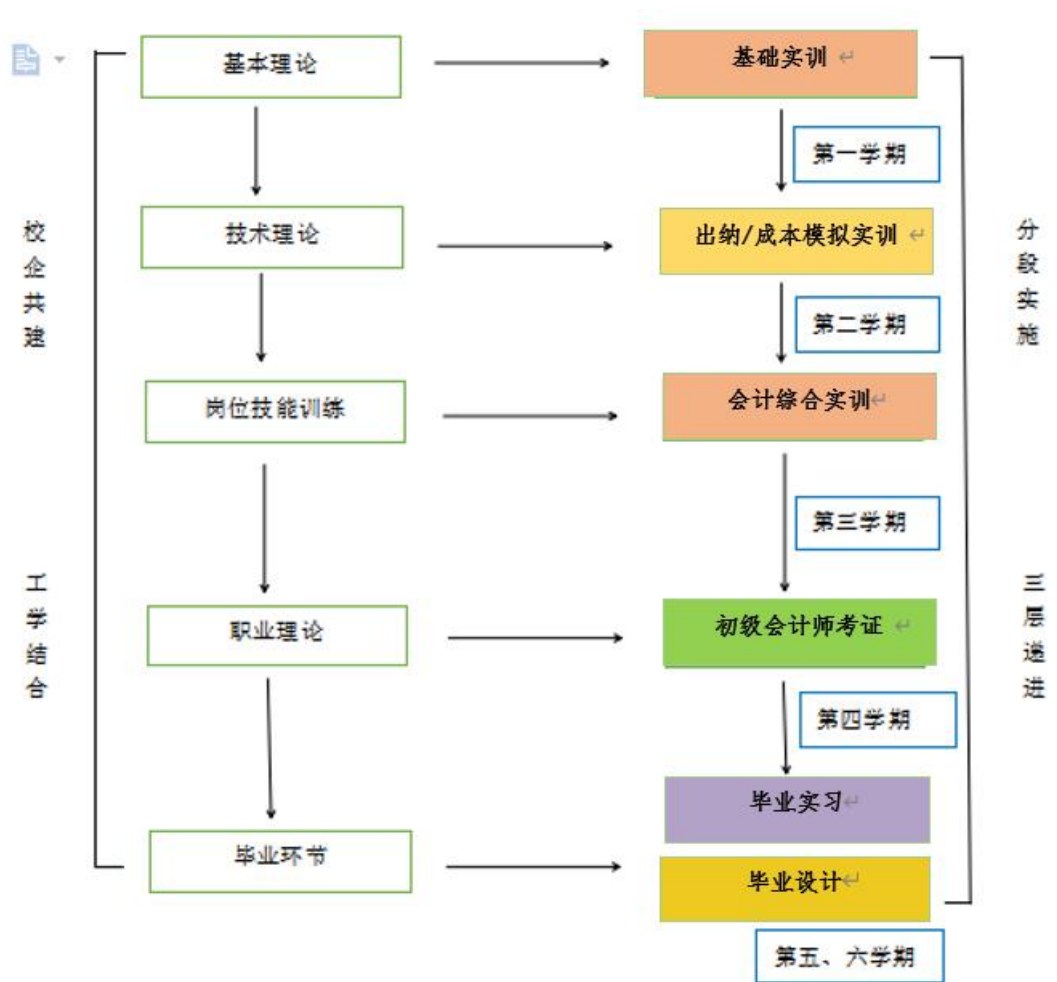 基本理论
基础实训
第一学期
技术理论
出纳/成本模拟实训
第二学期
岗位技能训练
会计综合实训
第三学期
职业理论
初级会计师考证
第四学期
毕业实习
毕业环节
毕业设计
第五、六学期
校企共建
工学结合
分段实施
三层递进